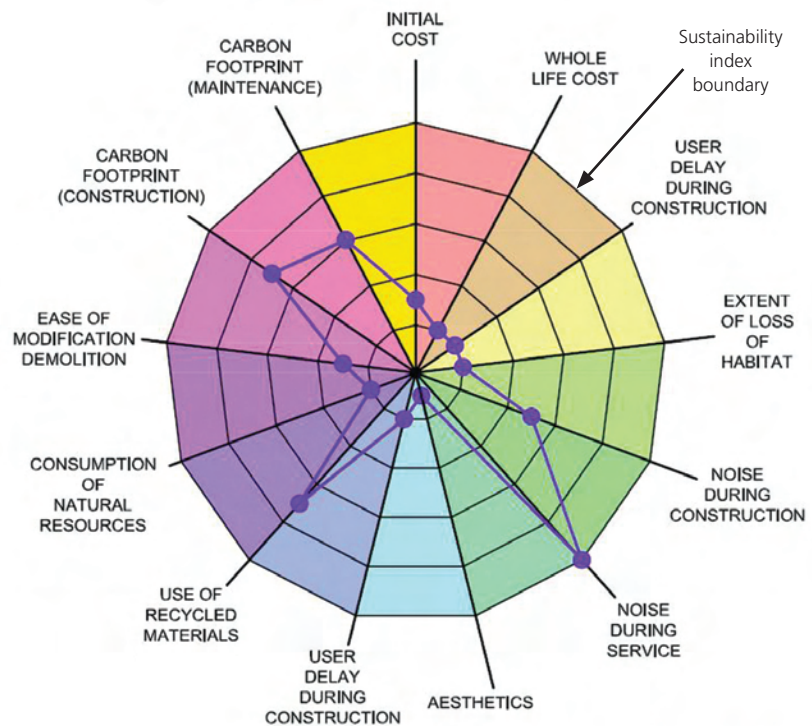 INITIAL
COST
WHOLE
LIFE COST
Sustainability
index
boundary
USER
DELAY
DURING
CONSTRUCTION
EXTENT
OF LOSS
OF
HABITAT
NOISE
DURING
CONSTRUCTION
NOISE
DURING
SERVICE
AESTHETICS
USER
DELAY
DURING
CONSTRUCTION
USE OF
RECYCLED
MATERIALS
CONSUMPTION
OF
NATURAL
RESOURCES
EASE OF
MODIFICATION
DEMOLITION
CARBON
FOOTPRINT
(CONSTRUCTION)
CARBON
FOOTPRINT
(MAINTENANCE)